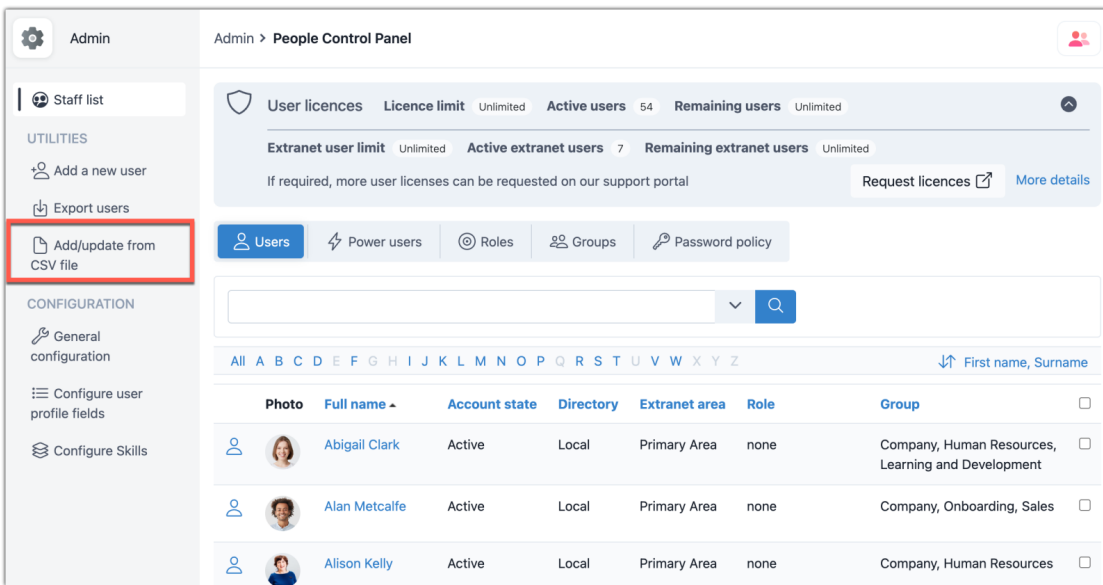 Admin
Admin > People Control Panel
Staff list
UTILITIES
Add a new user
Export users
Add/update from
CSV file
CONFIGURATION
General
configuration
Configure user
profile fields
Configure Skills
User licences Licence limit Unlimited Active users 54 Remaining users Unlimited
Extranet user limit Unlimited Active extranet users 7 Remaining extranet users Unlimited
If required, more user licenses can be requested on our support portal Request licences More details
Users Power users Roles Groups Password policy
All A B C D E F G H I J K L M N O P Q R S T U V W X Y Z First name, Surname
Photo Full name Account state Directory Extranet area Role Group
Abigail Clark Active Local Primary Area none Company, Human Resources,
Learning and Development
Alan Metcalfe Active Local Primary Area none Company, Onboarding, Sales
Alison Kelly Active Local Primary Area none Company, Human Resources